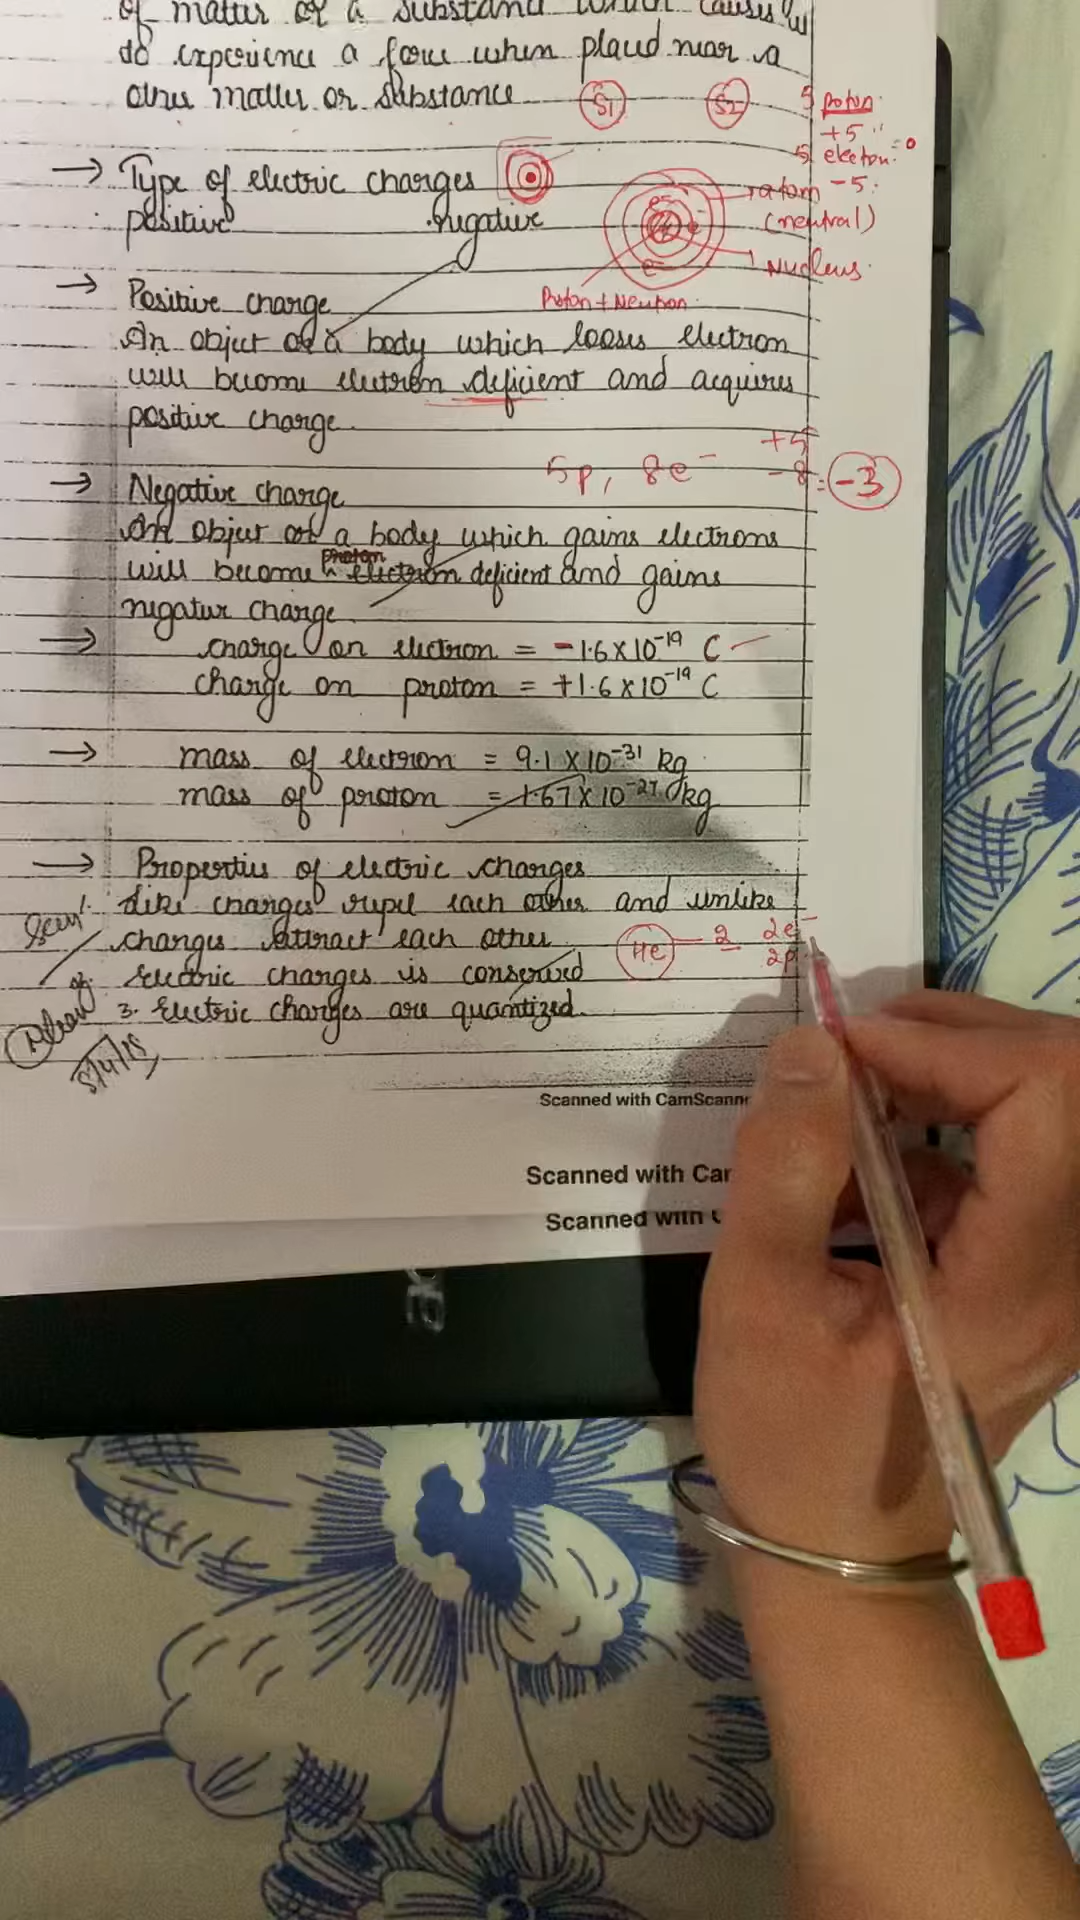 of matter or a substance which causes it
to experience a force when placed near a
other matter or substance
S1 S2
5 proton
+5
5 electron = 0
-5
→ Type of electric charges
positive negative
atom
(neutral)
Nucleus.
Proton + Neutron
→ Positive charge
An object or a body which looses electron
will become electron deficient and acquires
positive charge.
5p, 8e⁻ +5
-8 = -3
→ Negative charge
An object or a body which gains electrons
will become proton electron deficient and gains
negative charge
→ charge on electron = -1.6 X 10⁻¹⁹ C
charge on proton = +1.6 X 10⁻¹⁹ C
→ mass of electron = 9.1 X 10⁻³¹ kg
mass of proton = 1.67 X 10⁻²⁷ kg
→ Properties of electric charges
Like charges repel each other and unlike
charges attract each other
He 2 2e⁻
2p
Electric charges is conserved
3. Electric charges are quantized.
Scanned with CamScanne
Scanned with Ca
Scanned with